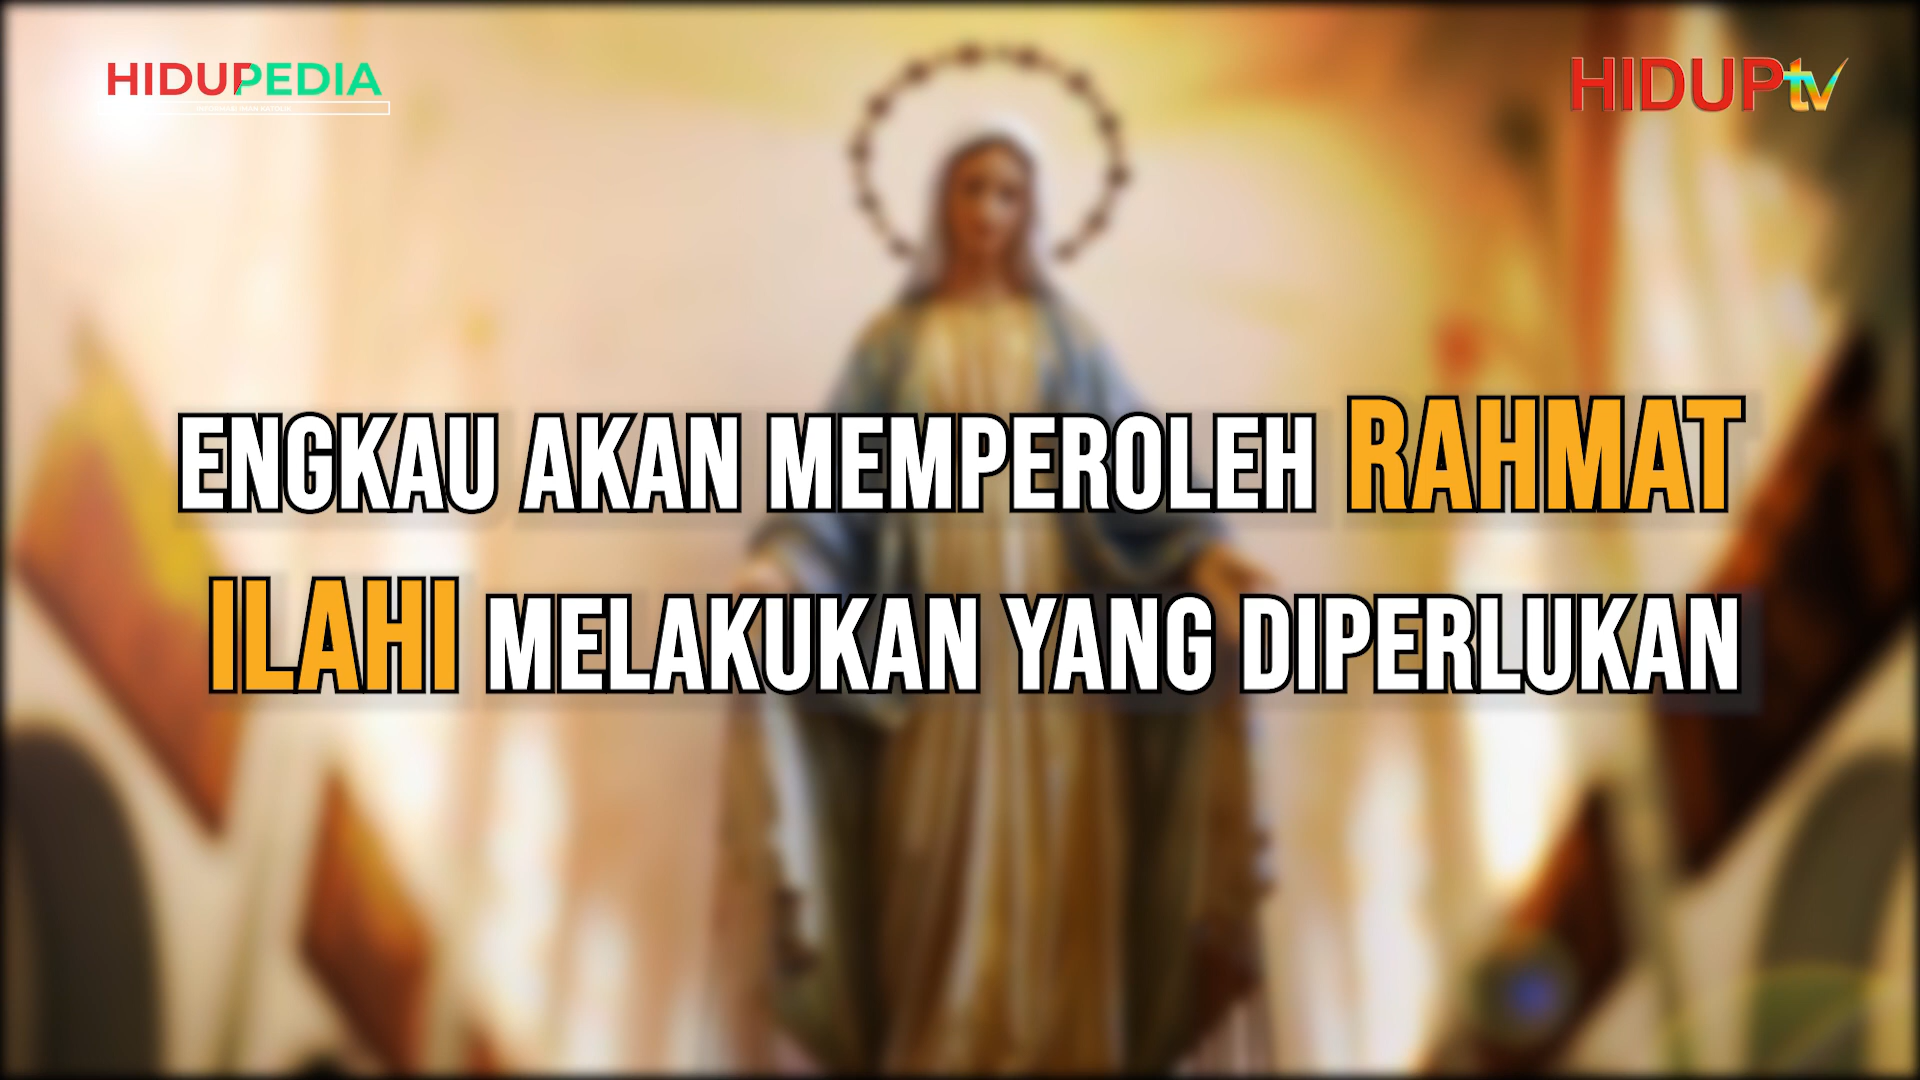 HIDUPEDIA
HIDUPtv
ENGKAU AKAN MEMPEROLEH RAHMAT
ILAHI MELAKUKAN YANG DIPERLUKAN